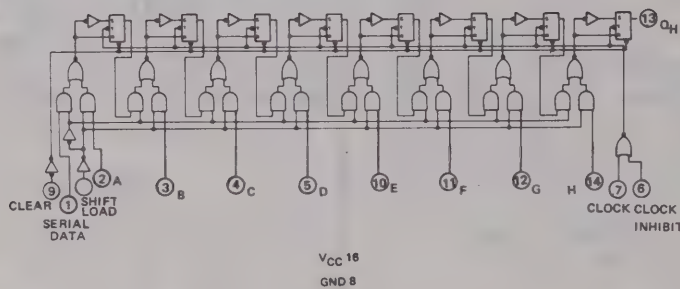 13 QH
9
CLEAR
1
SERIAL
DATA
SHIFT
LOAD
2 A
3 B
4 C
5 D
10 E
11 F
12 G
H 14
7
CLOCK
6
CLOCK
INHIBIT
VCC 16
GND 8